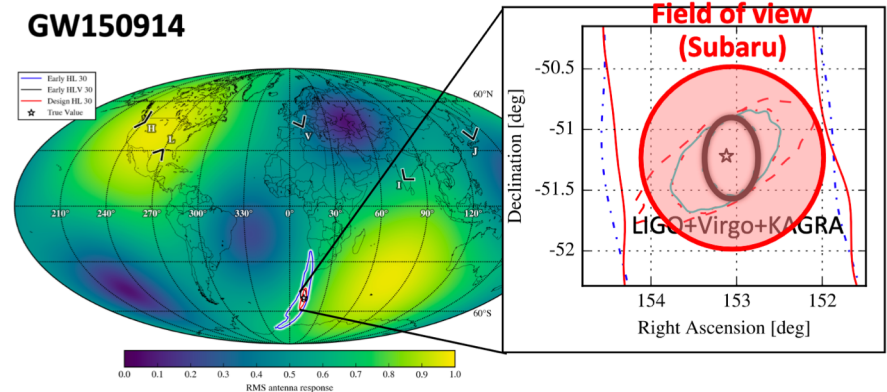 GW150914
Early HL 30
Early HLV 30
Design HL 30
True Value
60°N
H
L
V
I
J
210° 240° 270° 300° 330° 0° 30° 60° 90° 120°
60°S
0.0 0.1 0.2 0.3 0.4 0.5 0.6 0.7 0.8 0.9 1.0
RMS antenna response
Field of view
(Subaru)
Declination [deg]
-50.5
-51
-51.5
-52
LIGO+Virgo+KAGRA
154 153 152
Right Ascension [deg]